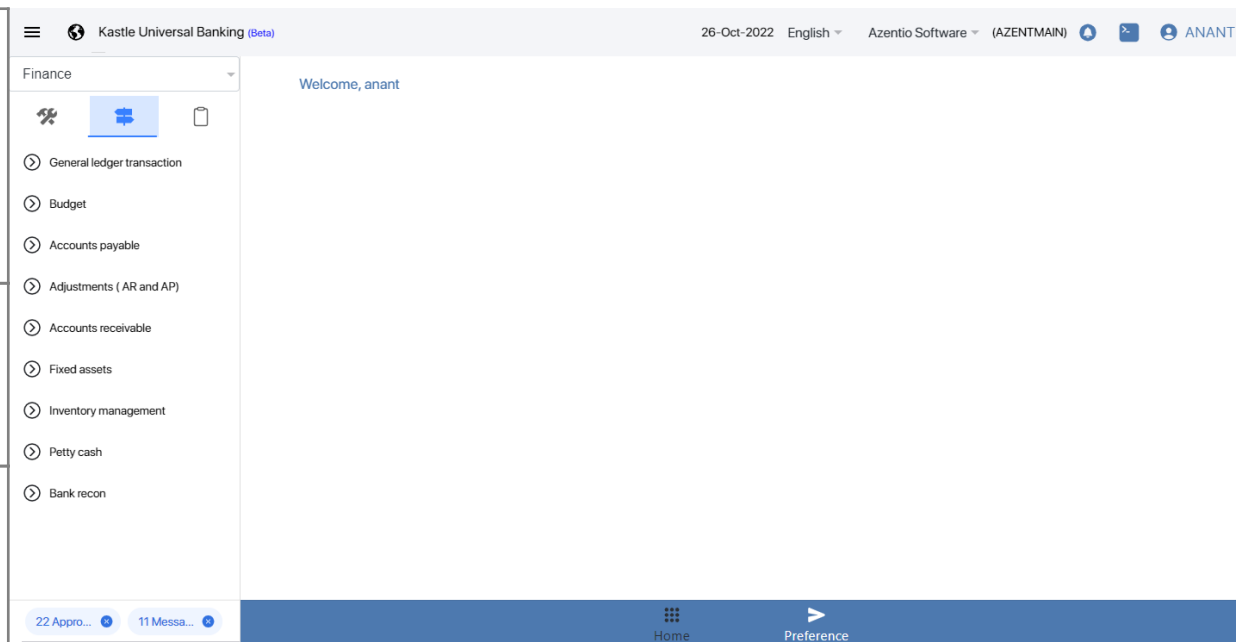 Kastle Universal Banking (Beta)
26-Oct-2022 English Azentio Software (AZENTMAIN) ANANT
Finance
Welcome, anant
General ledger transaction
Budget
Accounts payable
Adjustments ( AR and AP)
Accounts receivable
Fixed assets
Inventory management
Petty cash
Bank recon
22 Appro... 11 Messa...
Home Preference